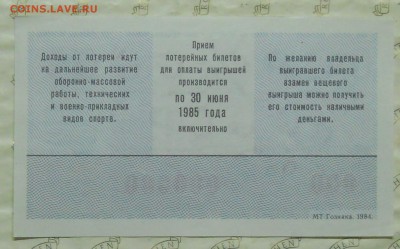 COINS.LAVE.RU
Доходы от лотереи идут
на дальнейшее развитие
оборонно-массовой
работы, технических
и военно-прикладных
видов спорта.
Прием
лотерейных билетов
для оплаты выигрышей
производится
по 30 июня
1985 года
включительно
По желанию владельца
выигравшего билета
взамен вещевого
выигрыша можно получить
его стоимость наличными
деньгами.
МТ Гознака. 1984.